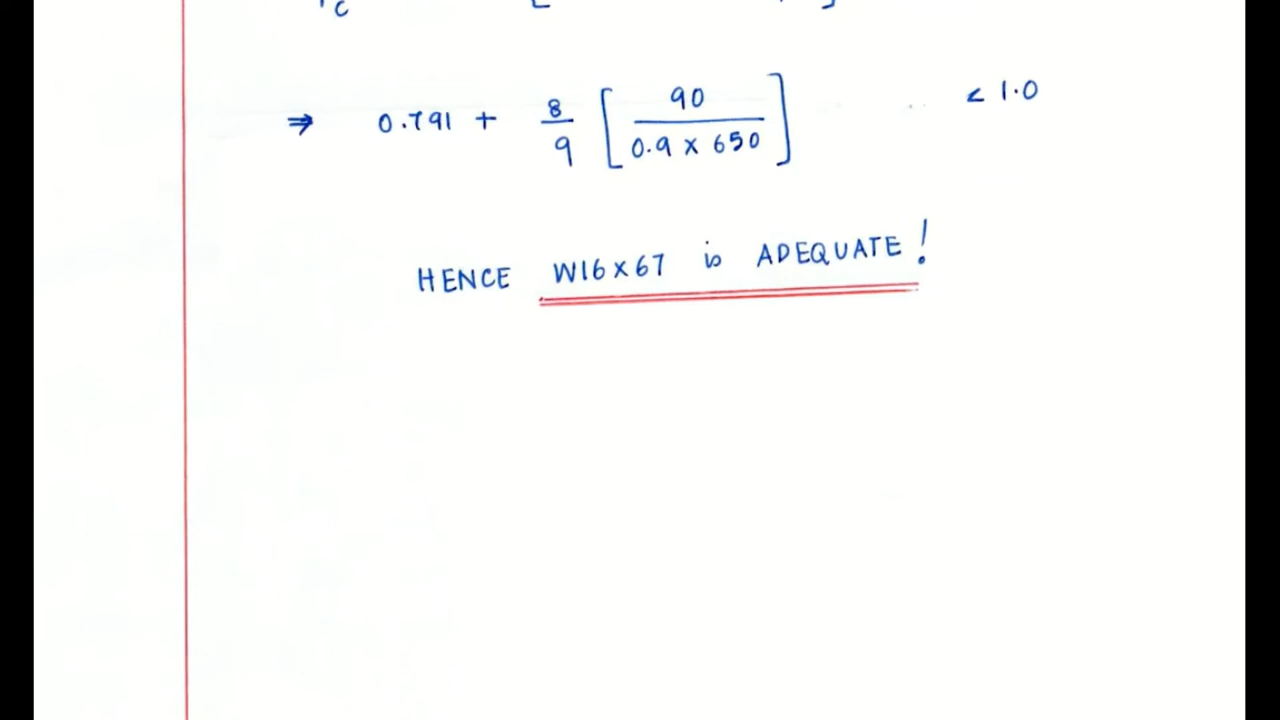 ⇒ 0.791 + 8/9 [ 90 / 0.9 x 650 ] < 1.0
HENCE W16x67 is ADEQUATE!